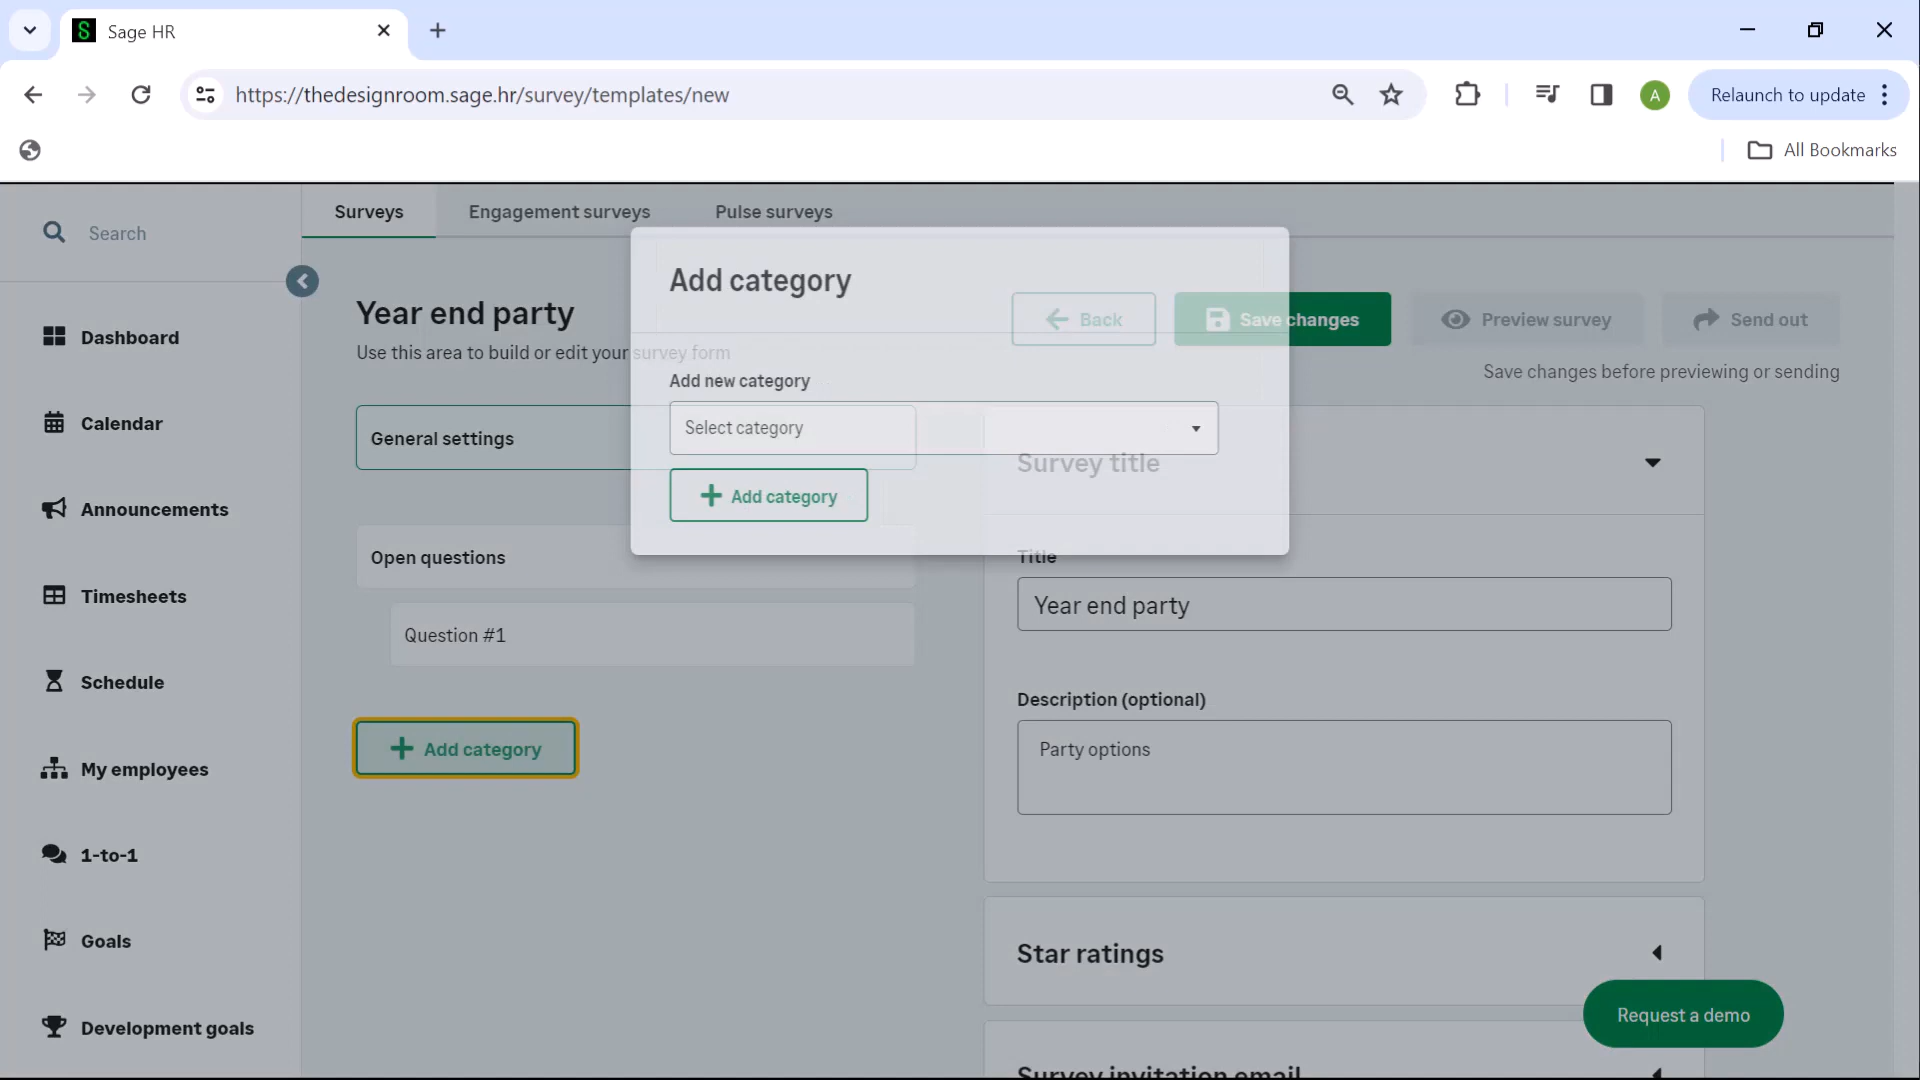 Sage HR
https://thedesignroom.sage.hr/survey/templates/new
A
Relaunch to update
All Bookmarks
Search
Surveys
Engagement surveys
Pulse surveys
Add category
Year end party
Use this area to build or edit your survey form
Back
Save changes
Preview survey
Send out
Save changes before previewing or sending
Add new category
Select category
Add category
General settings
Survey title
Open questions
Title
Year end party
Question #1
Description (optional)
Party options
Add category
Star ratings
Survey invitation email
Request a demo
Dashboard
Calendar
Announcements
Timesheets
Schedule
My employees
1-to-1
Goals
Development goals